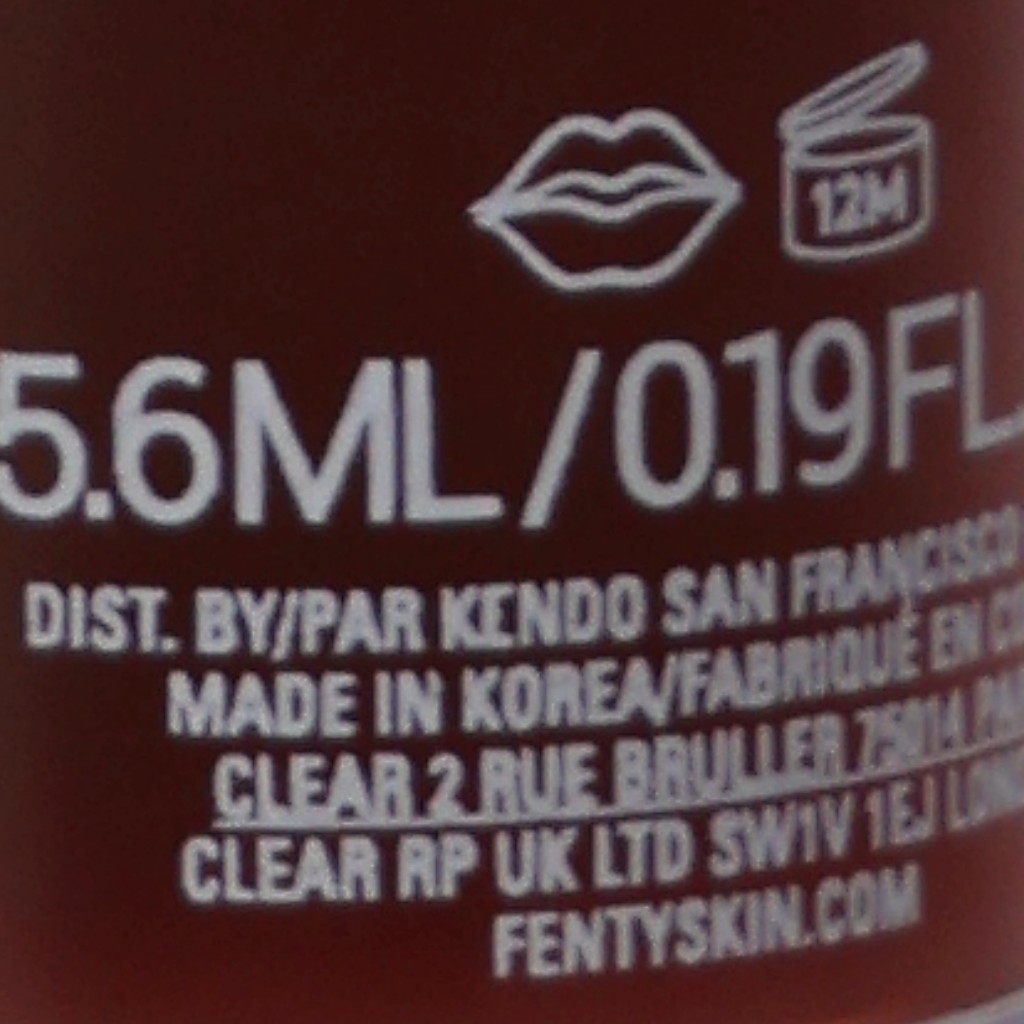 12M
5.6ML/0.19FL
DIST. BY/PAR KENDO SAN FRANCISCO
MADE IN KOREA/FABRIQUÉ EN
CLEAR 2 RUE BRULLER 75014
CLEAR RP UK LTD SW1V 1EJ
FENTYSKIN.COM